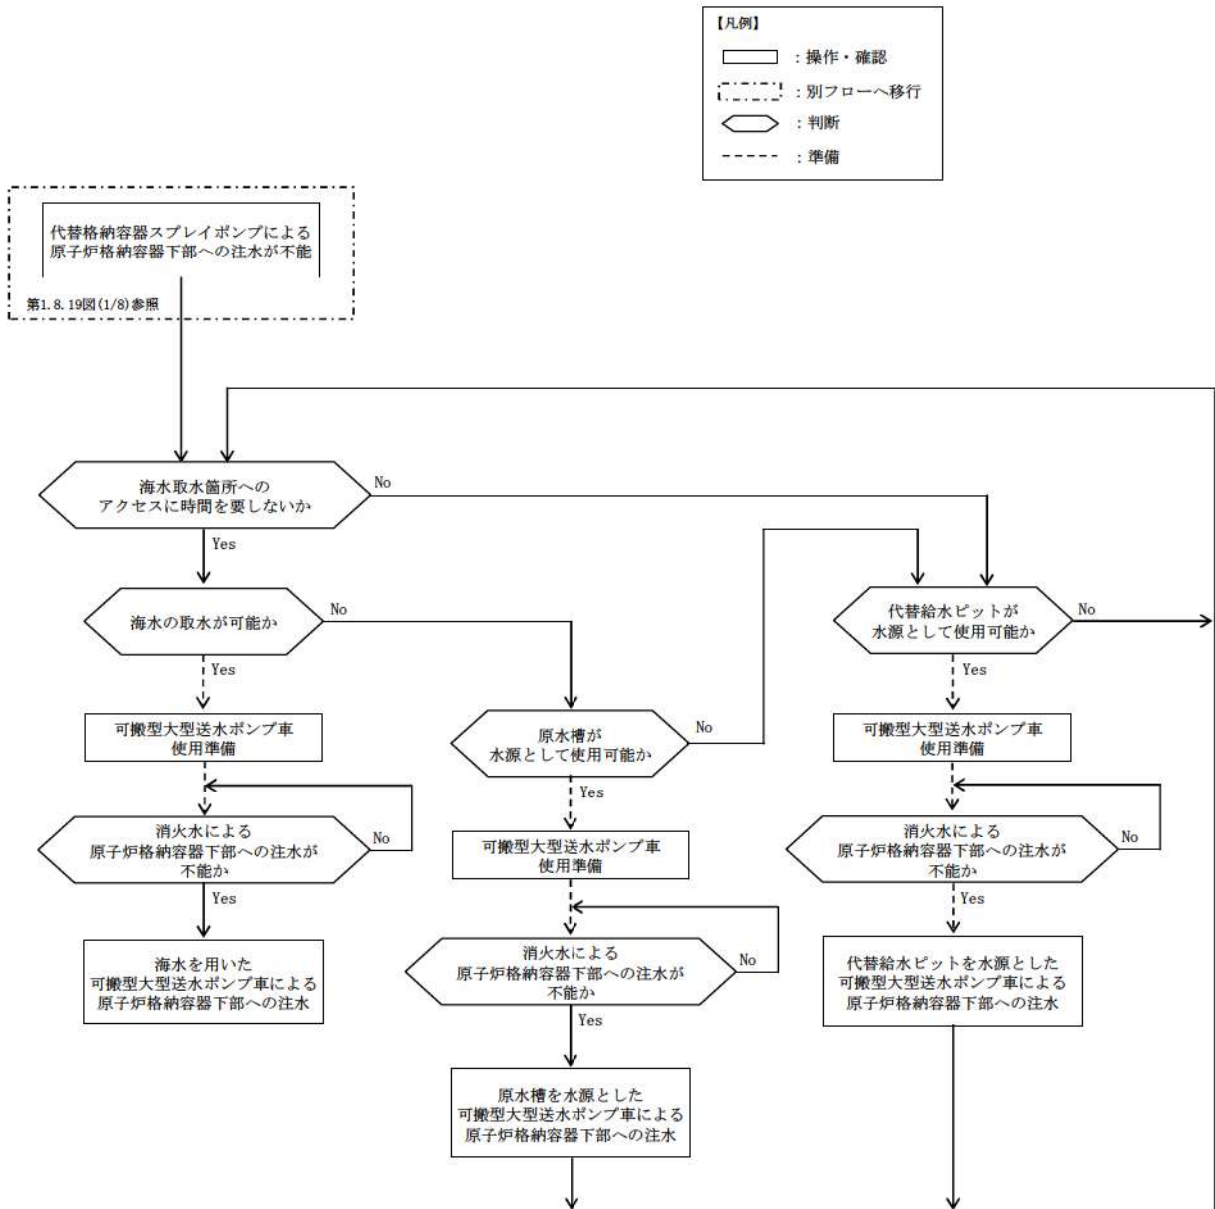 【凡例】
：操作・確認
：別フローへ移行
：判断
：準備
代替格納容器スプレイポンプによる
原子炉格納容器下部への注水が不能
第1.8.19図(1/8)参照
海水取水箇所への
アクセスに時間を要しないか
No
Yes
海水の取水が可能か
No
Yes
代替給水ピットが
水源として使用可能か
No
Yes
可搬型大型送水ポンプ車
使用準備
原水槽が
水源として使用可能か
No
Yes
可搬型大型送水ポンプ車
使用準備
消火水による
原子炉格納容器下部への注水が
不能か
No
Yes
可搬型大型送水ポンプ車
使用準備
消火水による
原子炉格納容器下部への注水が
不能か
No
Yes
海水を用いた
可搬型大型送水ポンプ車による
原子炉格納容器下部への注水
消火水による
原子炉格納容器下部への注水が
不能か
No
Yes
代替給水ピットを水源とした
可搬型大型送水ポンプ車による
原子炉格納容器下部への注水
原水槽を水源とした
可搬型大型送水ポンプ車による
原子炉格納容器下部への注水